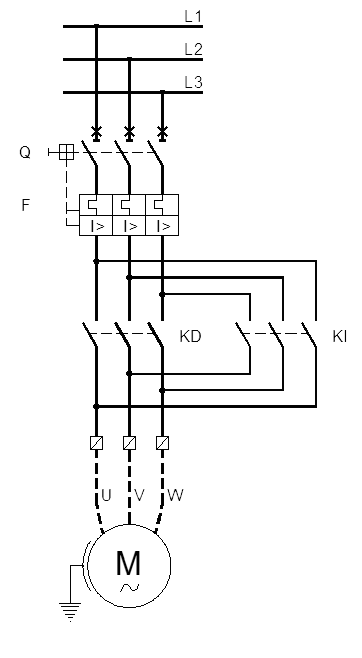 L1
L2
L3
Q
F
I> I> I>
KD KI
U V W
M
~